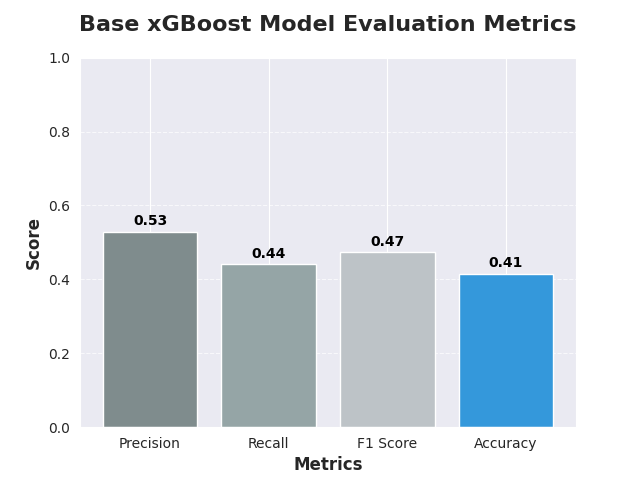 Base xGBoost Model Evaluation Metrics
1.0
0.8
0.6
0.4
0.2
0.0
Score
0.53
0.44
0.47
0.41
Precision
Recall
F1 Score
Accuracy
Metrics